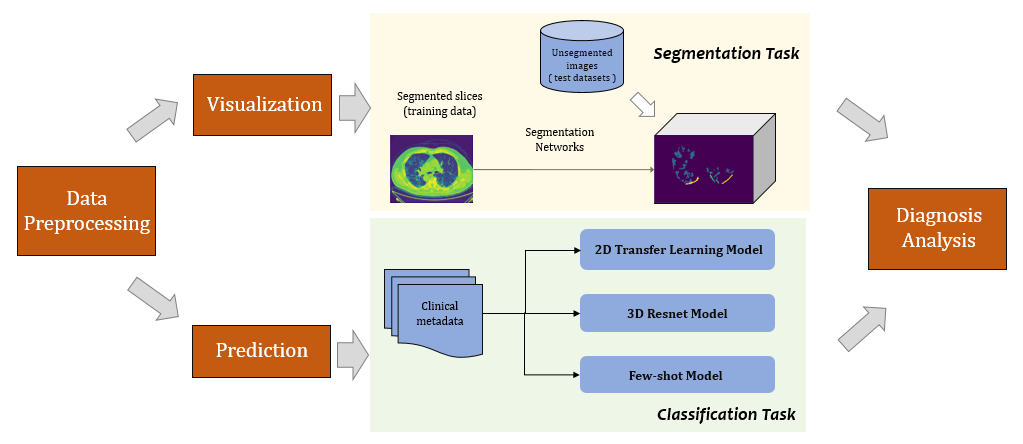 Data
Preprocessing
Visualization
Prediction
Segmentation Task
Unsegmented
images
( test datasets )
Segmented slices
(training data)
Segmentation
Networks
Clinical
metadata
2D Transfer Learning Model
3D Resnet Model
Few-shot Model
Classification Task
Diagnosis
Analysis